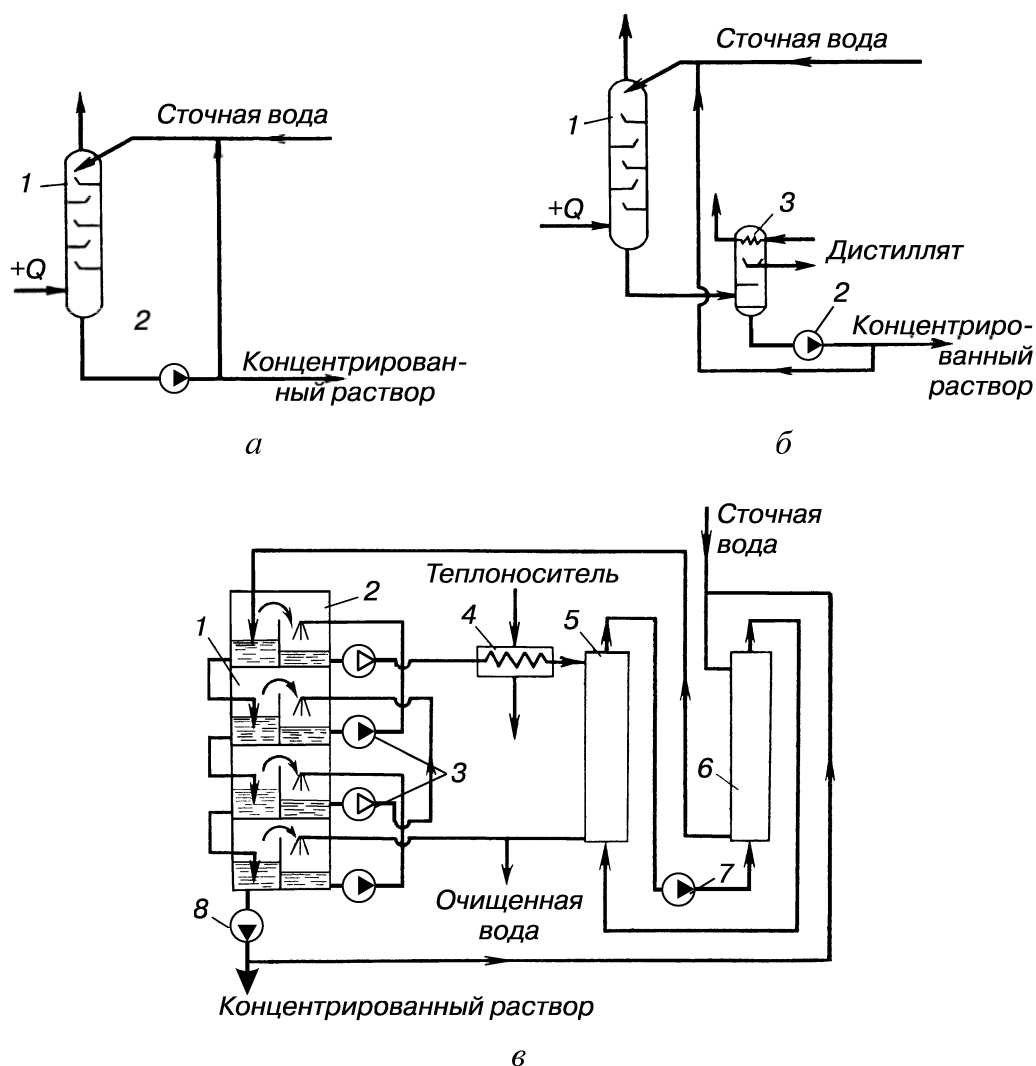 Сточная вода
1
+Q
2
Концентрирован-
ный раствор
а
Сточная вода
1
+Q
3
Дистиллят
2
Концентриро-
ванный
раствор
б
Сточная
вода
Теплоноситель
2
1
4
5
3
6
7
Очищенная
вода
8
Концентрированный раствор
в